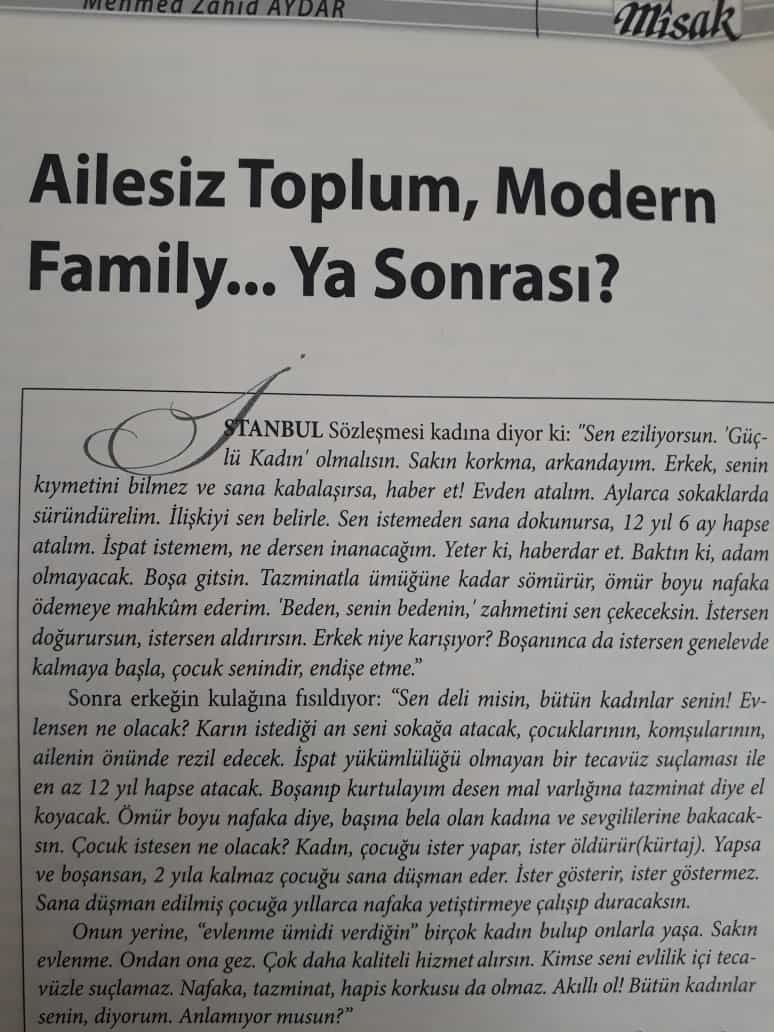 Mehmed Zahid AYDAR
Mîsak
Ailesiz Toplum, Modern
Family... Ya Sonrası?
İSTANBUL Sözleşmesi kadına diyor ki: "Sen eziliyorsun. 'Güç-
lü Kadın' olmalısın. Sakın korkma, arkandayım. Erkek, senin
kıymetini bilmez ve sana kabalaşırsa, haber et! Evden atalım. Aylarca sokaklarda
süründürelim. İlişkiyi sen belirle. Sen istemeden sana dokunursa, 12 yıl 6 ay hapse
atalım. İspat istemem, ne dersen inanacağım. Yeter ki, haberdar et. Baktın ki, adam
olmayacak. Boşa gitsin. Tazminatla ümüğüne kadar sömürür, ömür boyu nafaka
ödemeye mahkûm ederim. 'Beden, senin bedenin,' zahmetini sen çekeceksin. İstersen
doğurursun, istersen aldırırsın. Erkek niye karışıyor? Boşanınca da istersen genelevde
kalmaya başla, çocuk senindir, endişe etme."
Sonra erkeğin kulağına fısıldıyor: "Sen deli misin, bütün kadınlar senin! Ev-
lensen ne olacak? Karın istediği an seni sokağa atacak, çocuklarının, komşularının,
ailenin önünde rezil edecek. İspat yükümlülüğü olmayan bir tecavüz suçlaması ile
en az 12 yıl hapse atacak. Boşanıp kurtulayım desen mal varlığına tazminat diye el
koyacak. Ömür boyu nafaka diye, başına bela olan kadına ve sevgililerine bakacak-
sın. Çocuk istesen ne olacak? Kadın, çocuğu ister yapar, ister öldürür(kürtaj). Yapsa
ve boşansan, 2 yıla kalmaz çocuğu sana düşman eder. İster gösterir, ister göstermez.
Sana düşman edilmiş çocuğa yıllarca nafaka yetiştirmeye çalışıp duracaksın.
Onun yerine, "evlenme ümidi verdiğin" birçok kadın bulup onlarla yaşa. Sakın
evlenme. Ondan ona gez. Çok daha kaliteli hizmet alırsın. Kimse seni evlilik içi teca-
vüzle suçlamaz. Nafaka, tazminat, hapis korkusu da olmaz. Akıllı ol! Bütün kadınlar
senin, diyorum. Anlamıyor musun?"